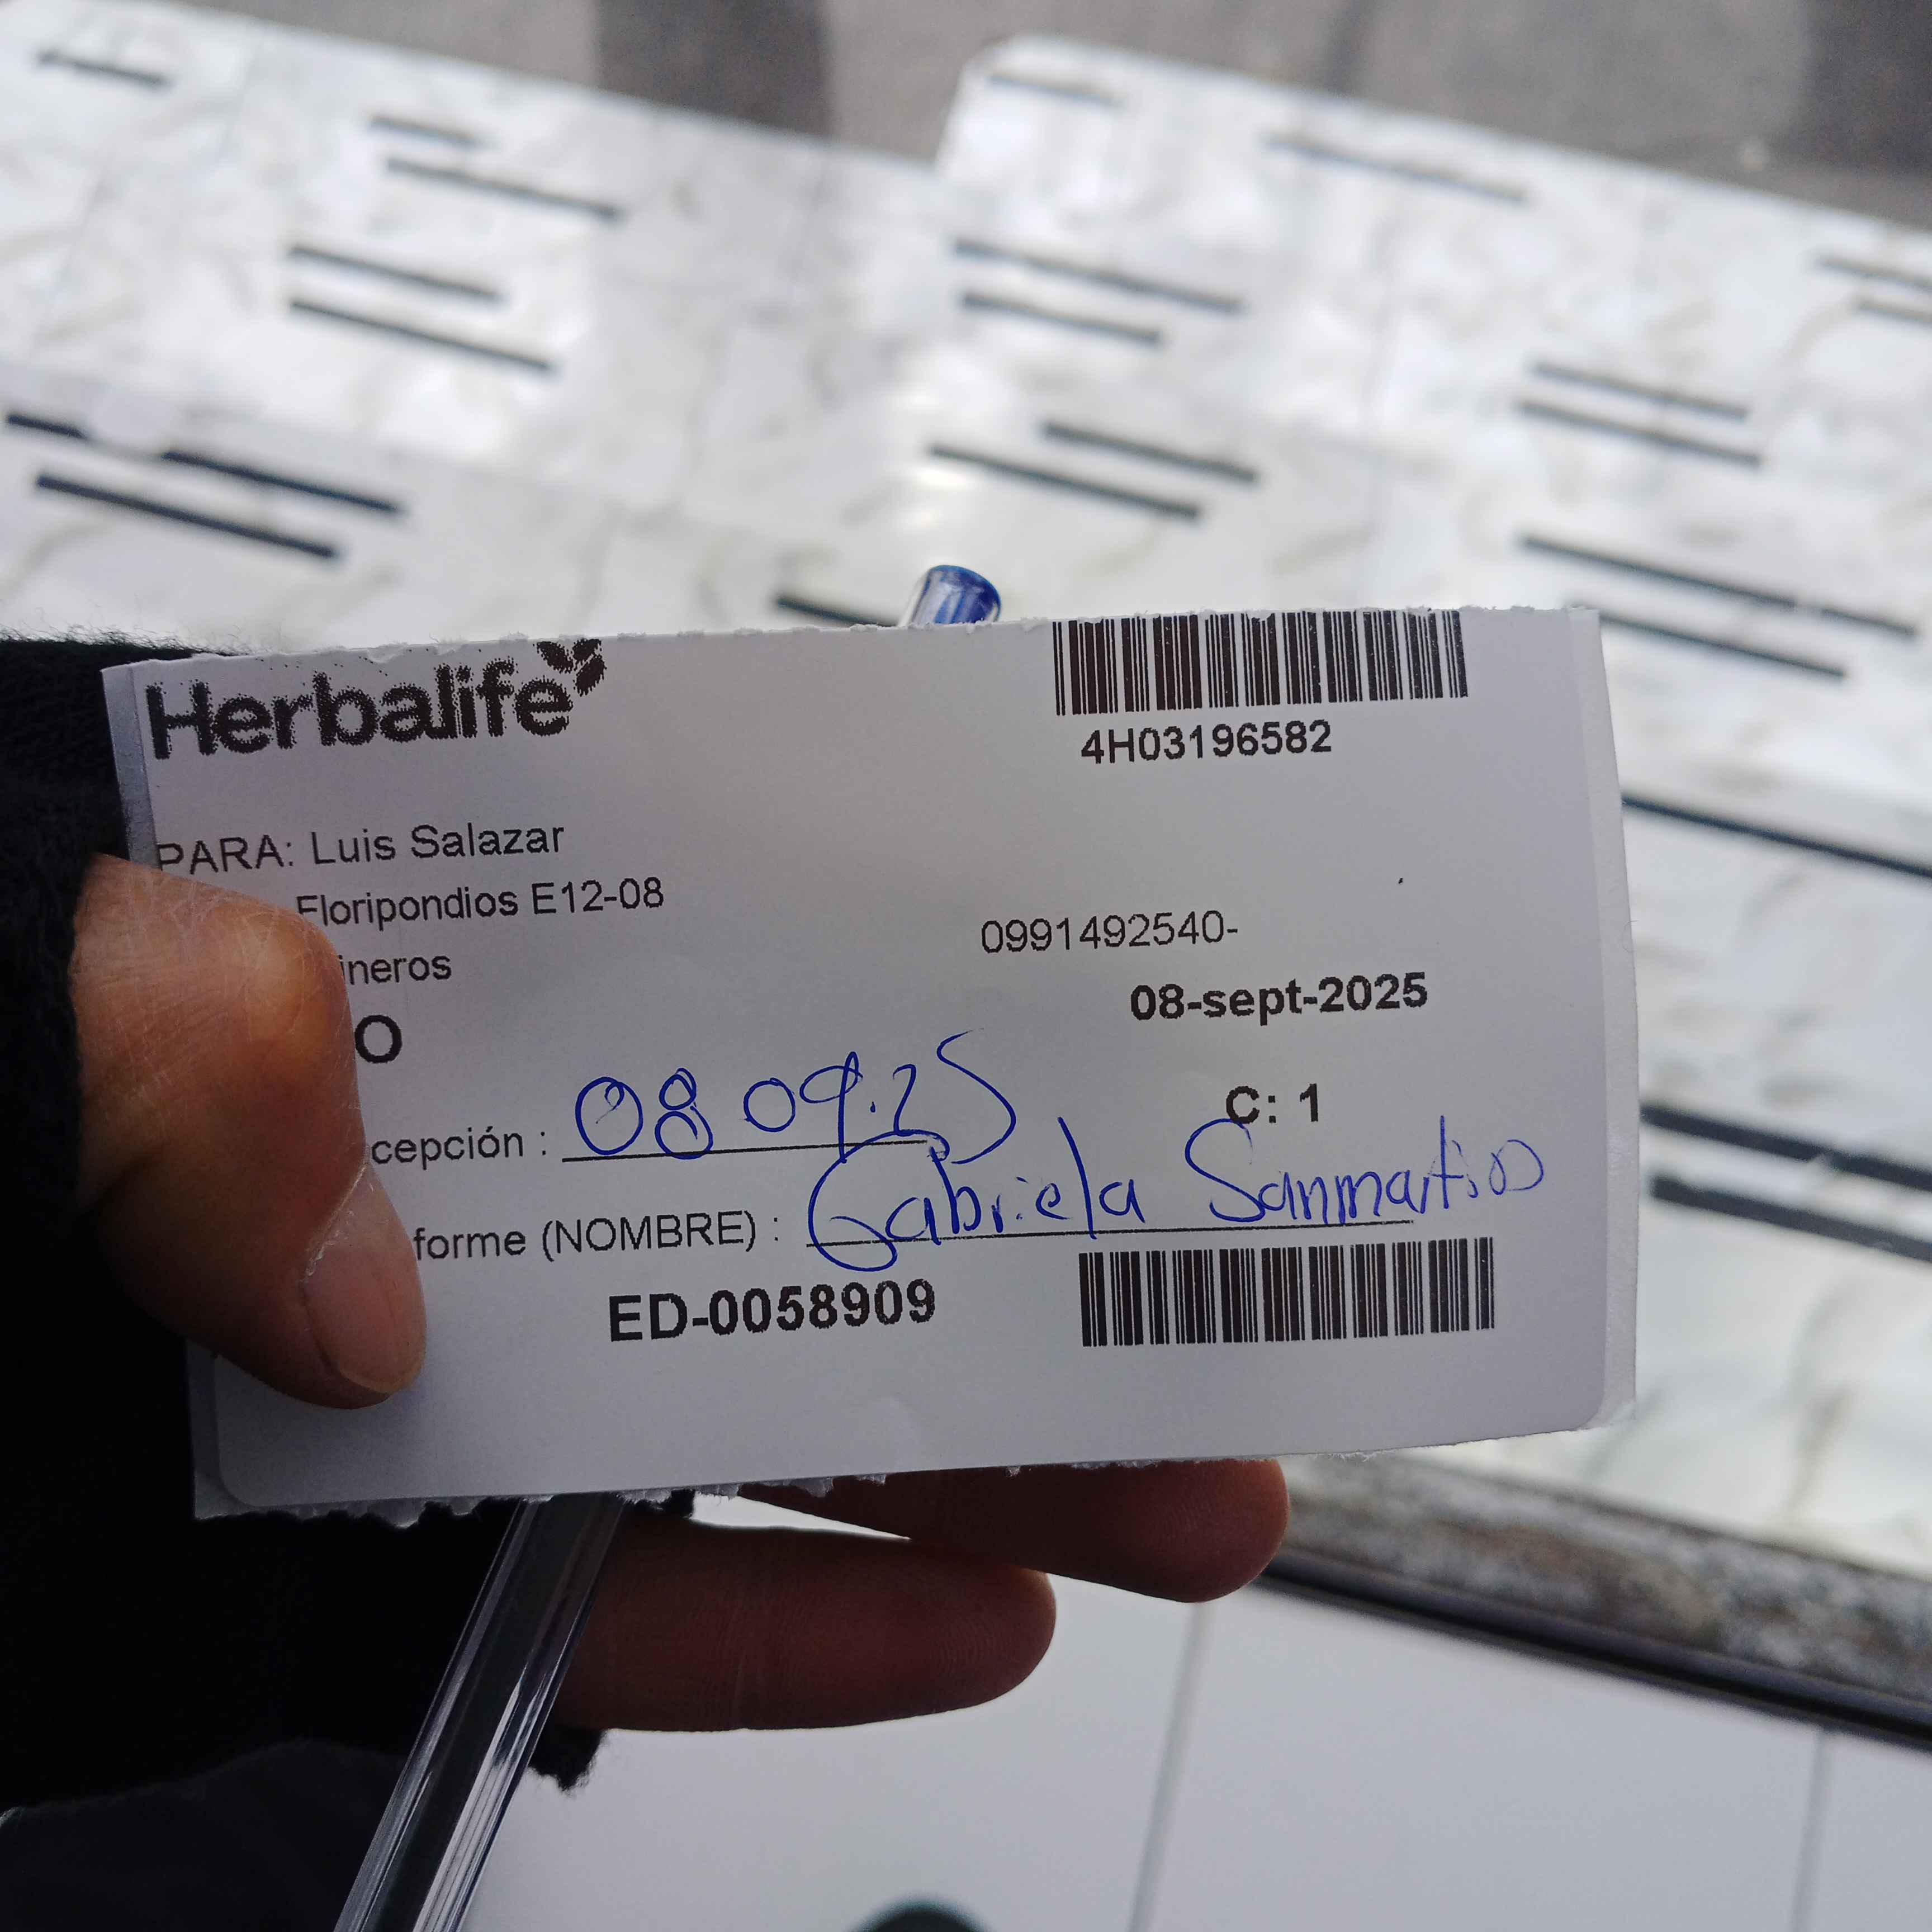 Herbalife
4H03196582
PARA: Luis Salazar
Floripondios E12-08
0991492540-
ineros
08-sept-2025
O
C: 1
cepción : 08 09.25
forme (NOMBRE) : Gabriela Sanmartin
ED-0058909